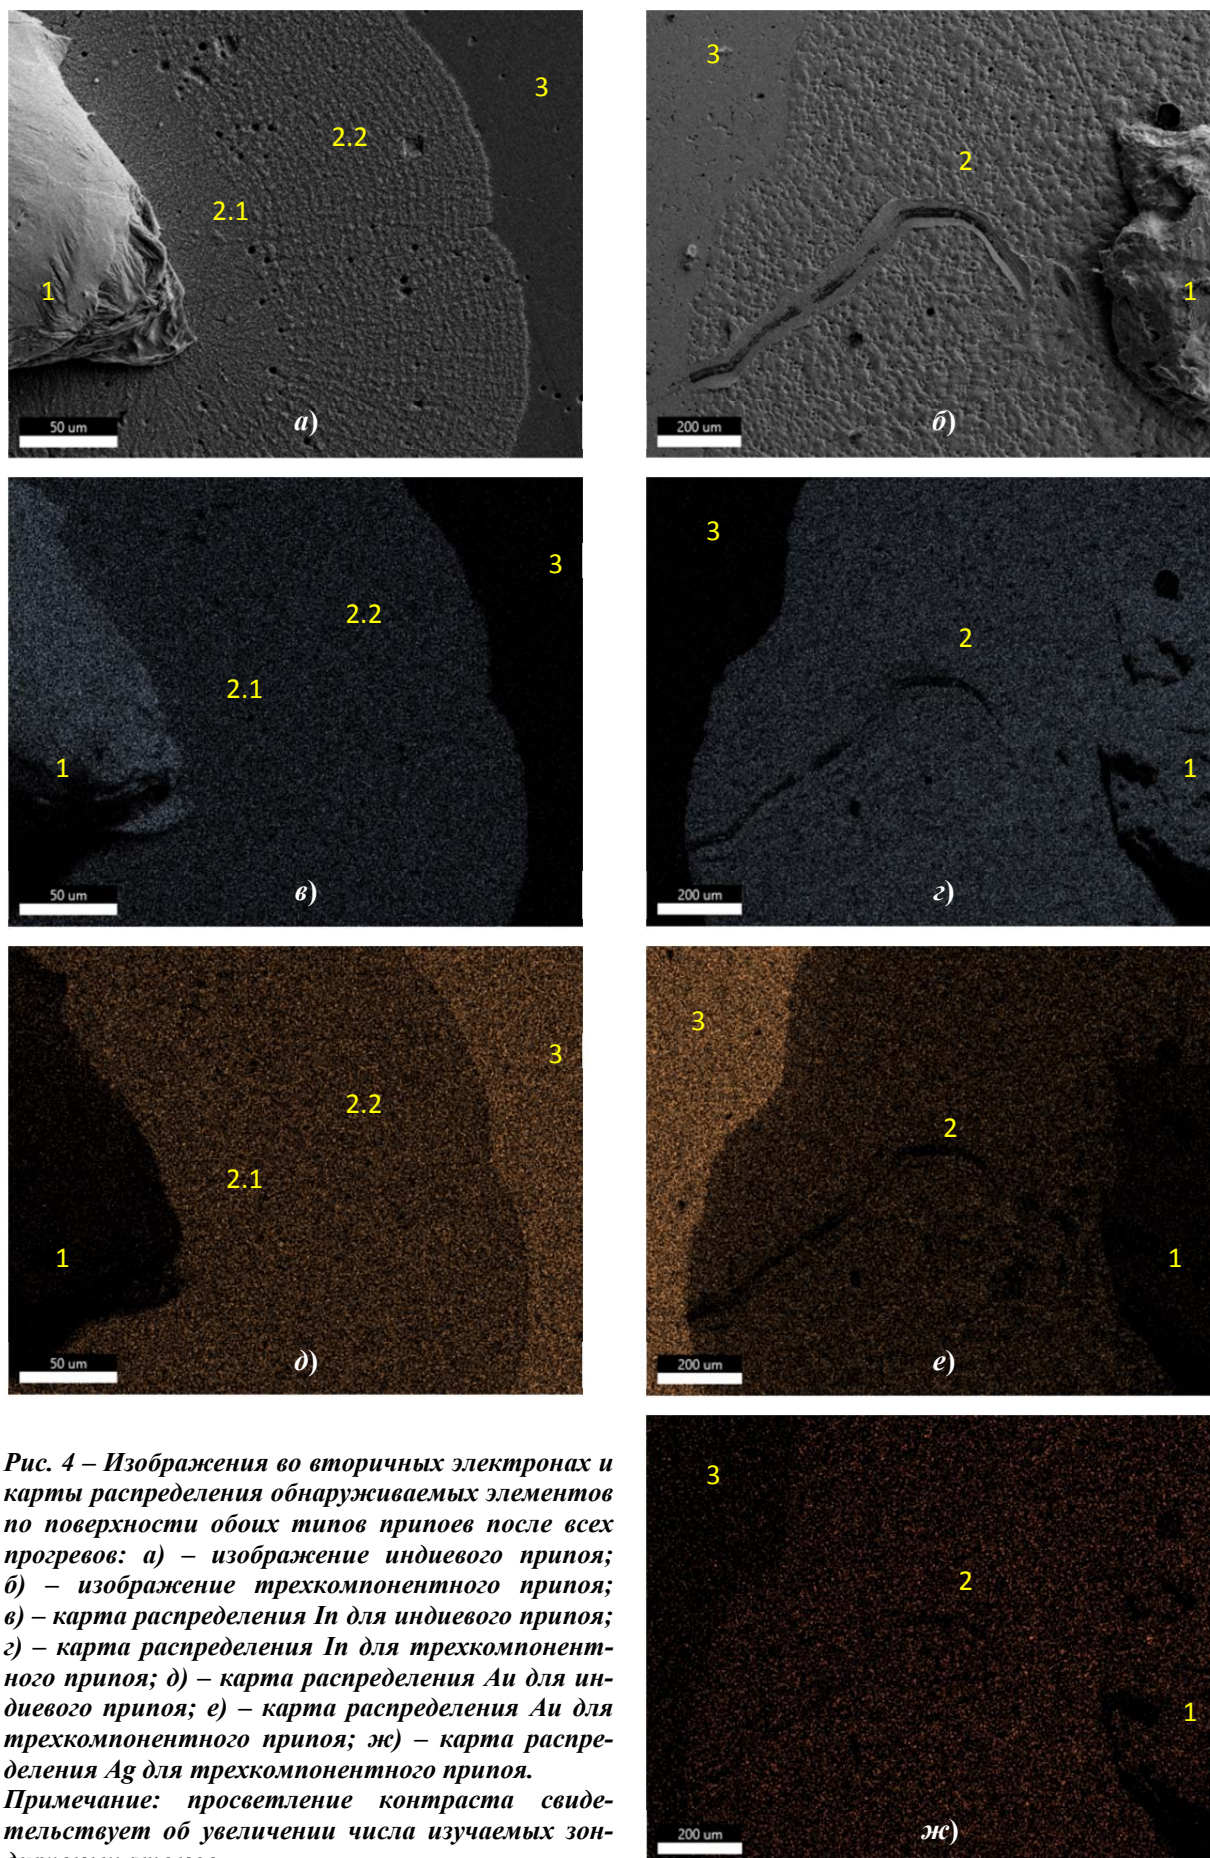 3
2.2
2.1
1
50 um
а)
3
2
1
200 um
б)
3
2.2
2.1
1
50 um
в)
3
2
1
200 um
г)
3
2.2
2.1
1
50 um
д)
3
2
1
200 um
е)
Рис. 4 – Изображения во вторичных электронах и
карты распределения обнаруживаемых элементов
по поверхности обоих типов припоев после всех
прогревов: а) – изображение индиевого припоя;
б) – изображение трехкомпонентного припоя;
в) – карта распределения In для индиевого припоя;
г) – карта распределения In для трехкомпонент-
ного припоя; д) – карта распределения Au для ин-
диевого припоя; е) – карта распределения Au для
трехкомпонентного припоя; ж) – карта распре-
деления Ag для трехкомпонентного припоя.
Примечание: просветление контраста свиде-
тельствует об увеличении числа изучаемых зон-
3
2
1
200 um
ж)